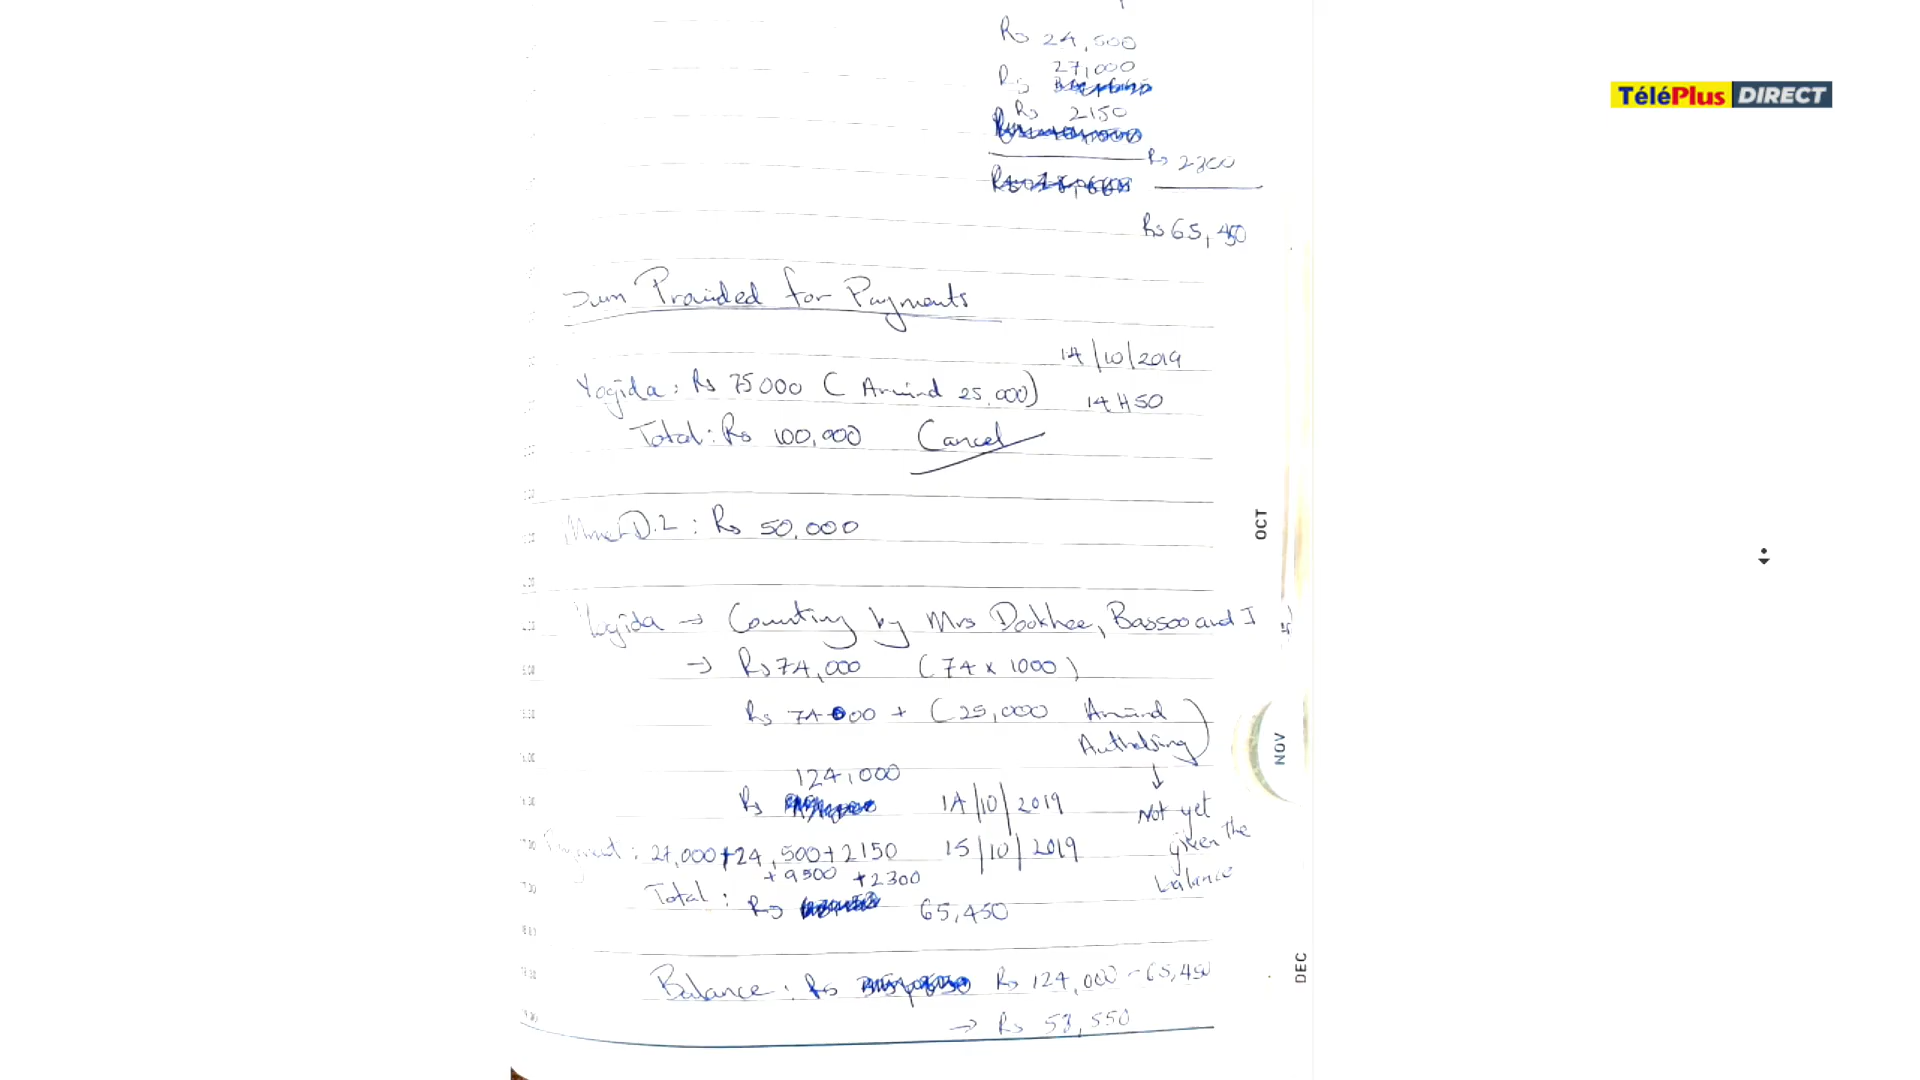 Rs 24,500
27,000
Rs
Rs 2150
Rs 2300
Rs 65,450
TéléPlus DIRECT
Sum Provided for Payments
14/10/2019
Yogida: Rs 75000 (Arvind 25,000) 14H50
Total: Rs 100,000 Cancel
D.L : Rs 50,000
OCT
Yogida → Counting by Mrs Dookhee, Bassoo and I
→ Rs 74,000 (74 x 1000)
Rs 74000 + (25,000 Arvind
NOV
124,000
Rs 14/10/2019 Not yet
given the
balance
Payment: 27,000+24,500+2150 15/10/2019
+9500 +2300
Total: Rs 65,450
DEC
Balance: Rs Rs 124,000 - 65,450
→ Rs 58,550